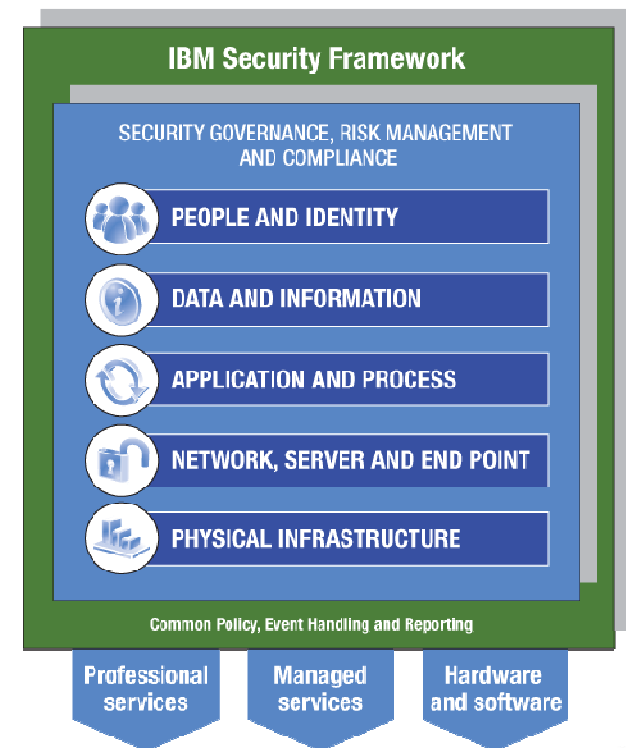 IBM Security Framework
SECURITY GOVERNANCE, RISK MANAGEMENT
AND COMPLIANCE
PEOPLE AND IDENTITY
DATA AND INFORMATION
APPLICATION AND PROCESS
NETWORK, SERVER AND END POINT
PHYSICAL INFRASTRUCTURE
Common Policy, Event Handling and Reporting
Professional
services
Managed
services
Hardware
and software